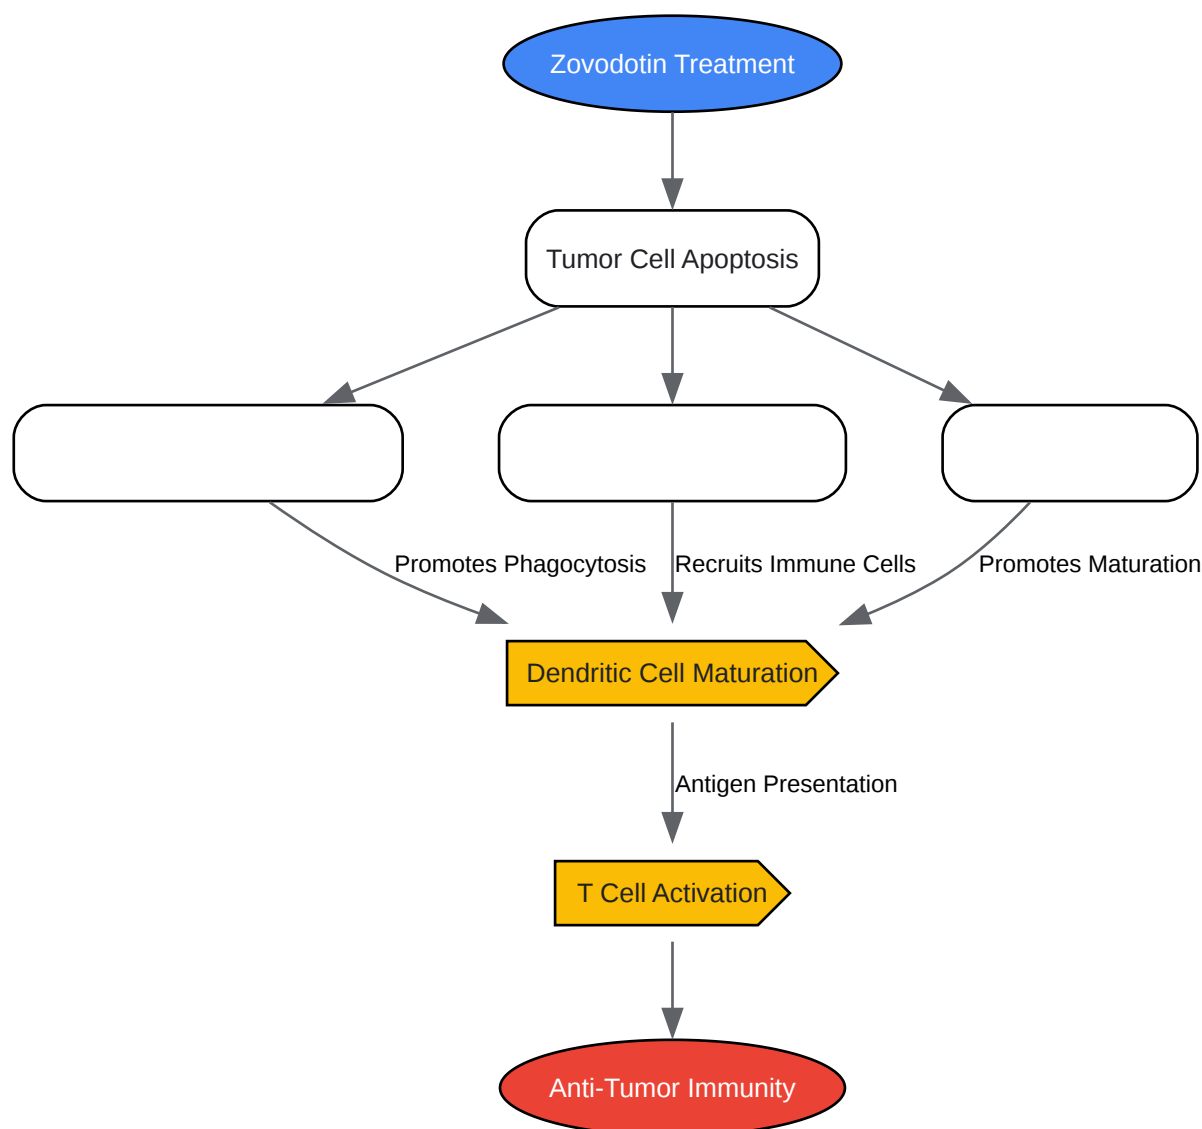 Zovodotin Treatment
Tumor Cell Apoptosis
Promotes Phagocytosis
Recruits Immune Cells
Promotes Maturation
Dendritic Cell Maturation
Antigen Presentation
T Cell Activation
Anti-Tumor Immunity